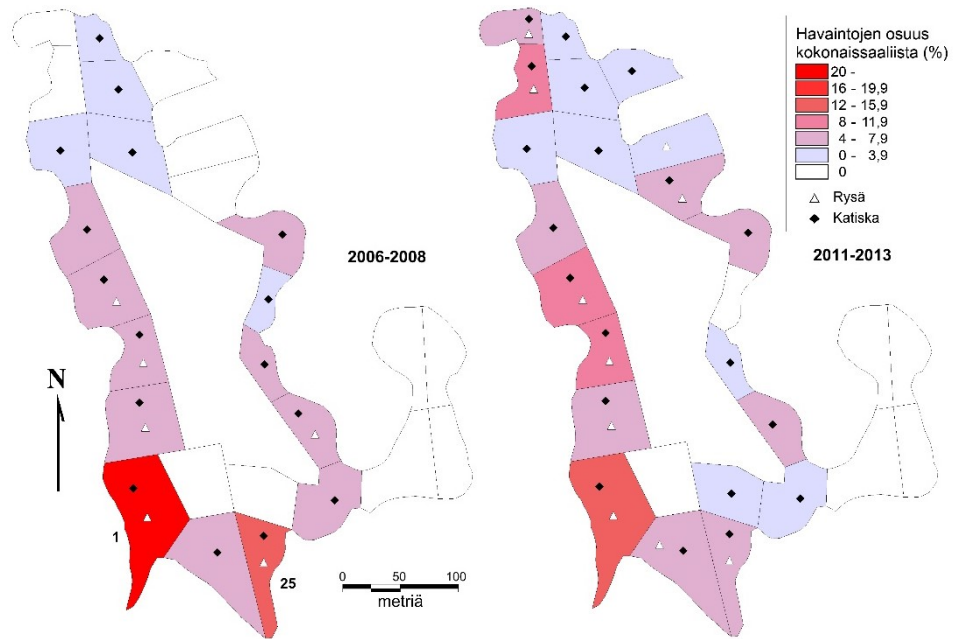 Havaintojen osuus
kokonaissaaliista (%)
20 -
16 - 19,9
12 - 15,9
8 - 11,9
4 - 7,9
0 - 3,9
0
Rysä
Katiska
2006-2008
2011-2013
N
1
25
0 50 100
metriä